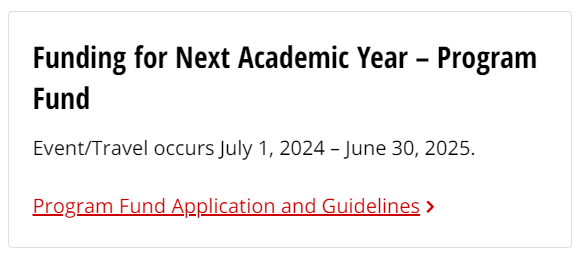 Funding for Next Academic Year – Program
Fund
Event/Travel occurs July 1, 2024 – June 30, 2025.
Program Fund Application and Guidelines